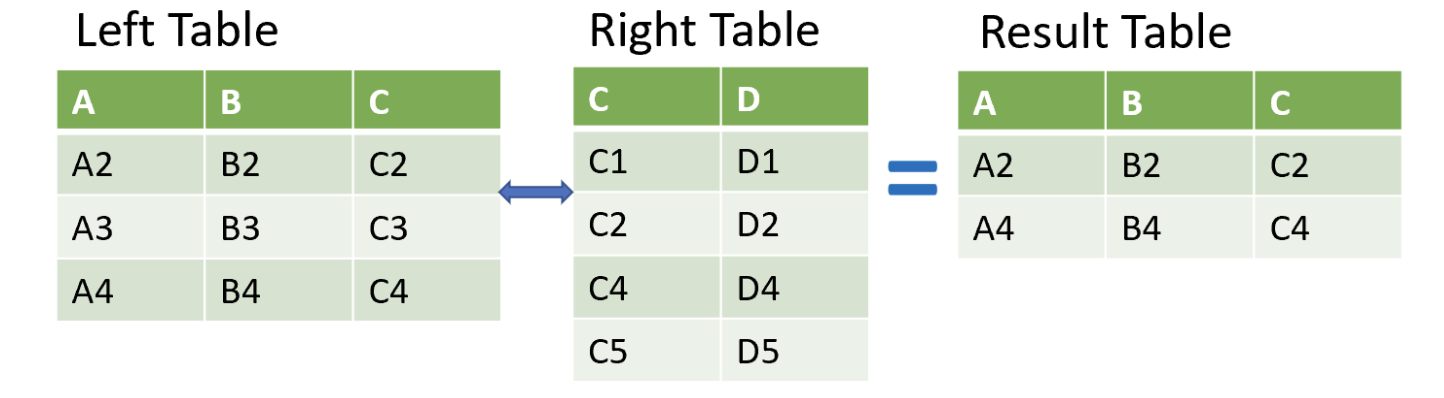 Left Table
A B C
A2 B2 C2
A3 B3 C3
A4 B4 C4
Right Table
C D
C1 D1
C2 D2
C4 D4
C5 D5
=
Result Table
A B C
A2 B2 C2
A4 B4 C4